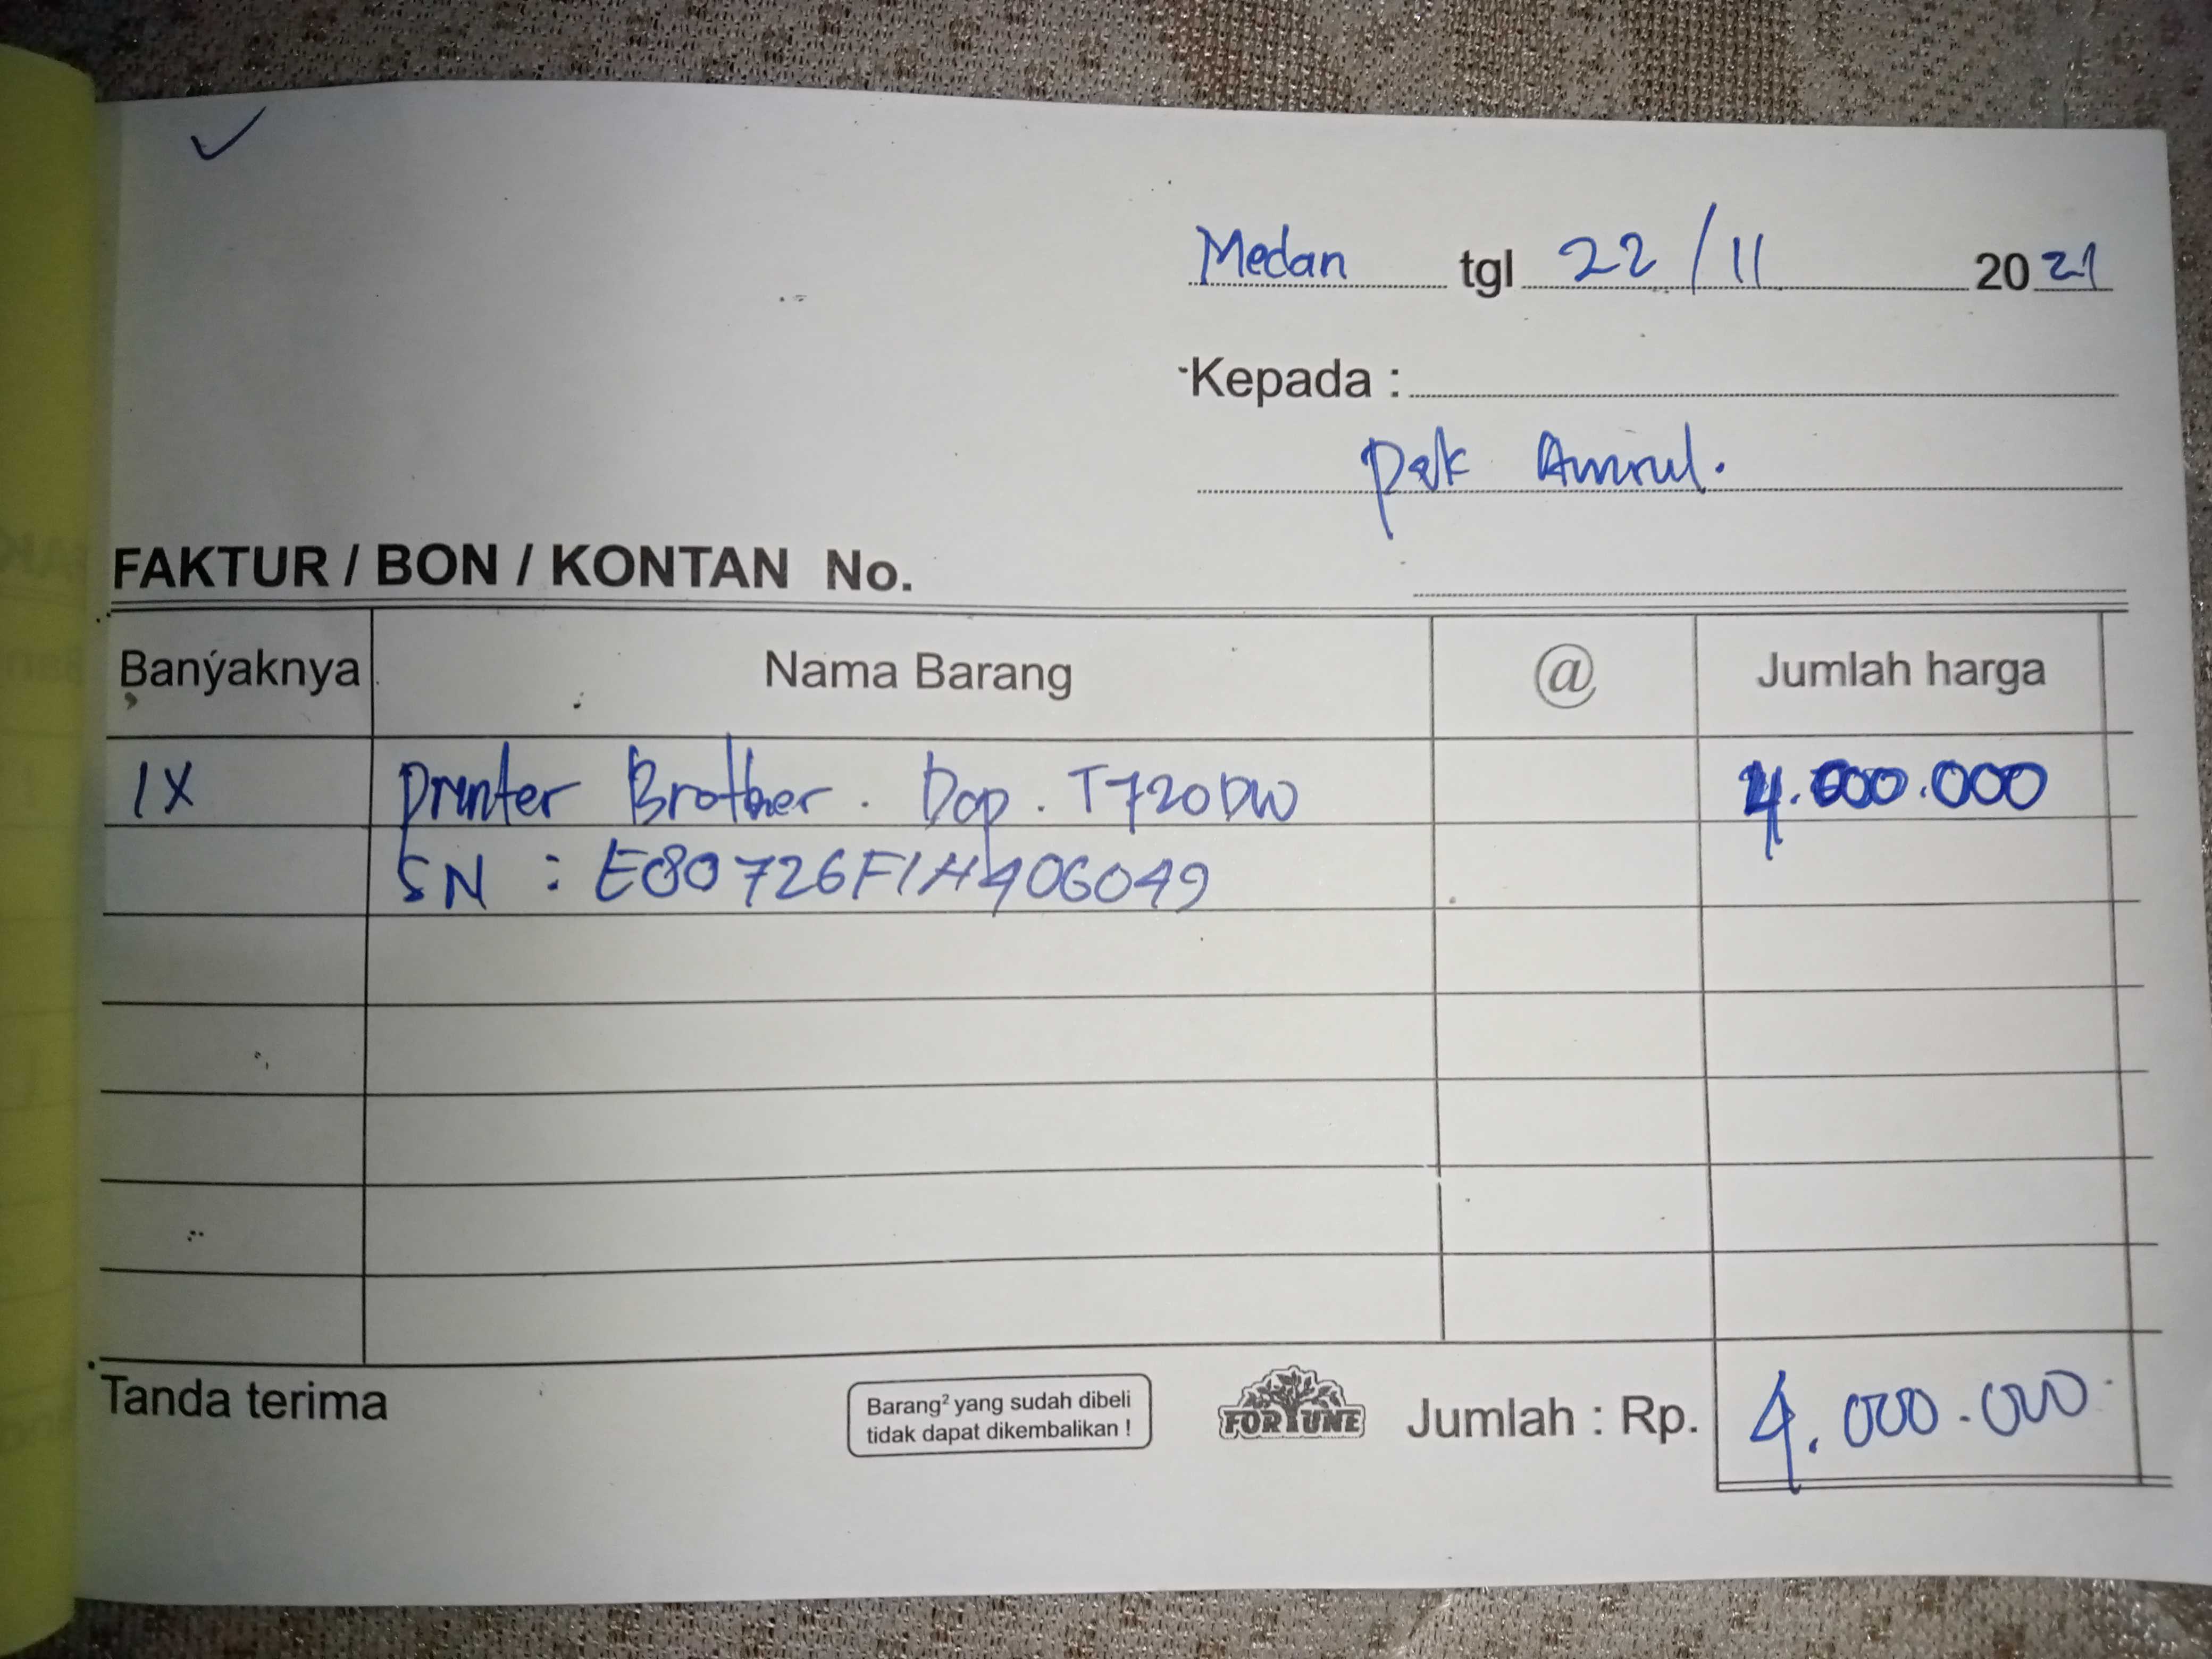 Medan tgl 22/11 2021
Kepada :
Pak Amrul.
FAKTUR / BON / KONTAN No.
Banyaknya Nama Barang @ Jumlah harga
1X Printer Brother. Dcp. T720DW 4.000.000
SN : E80726F1H406049
Tanda terima
Barang² yang sudah dibeli
tidak dapat dikembalikan !
FORTUNE
Jumlah : Rp. 4.000.000